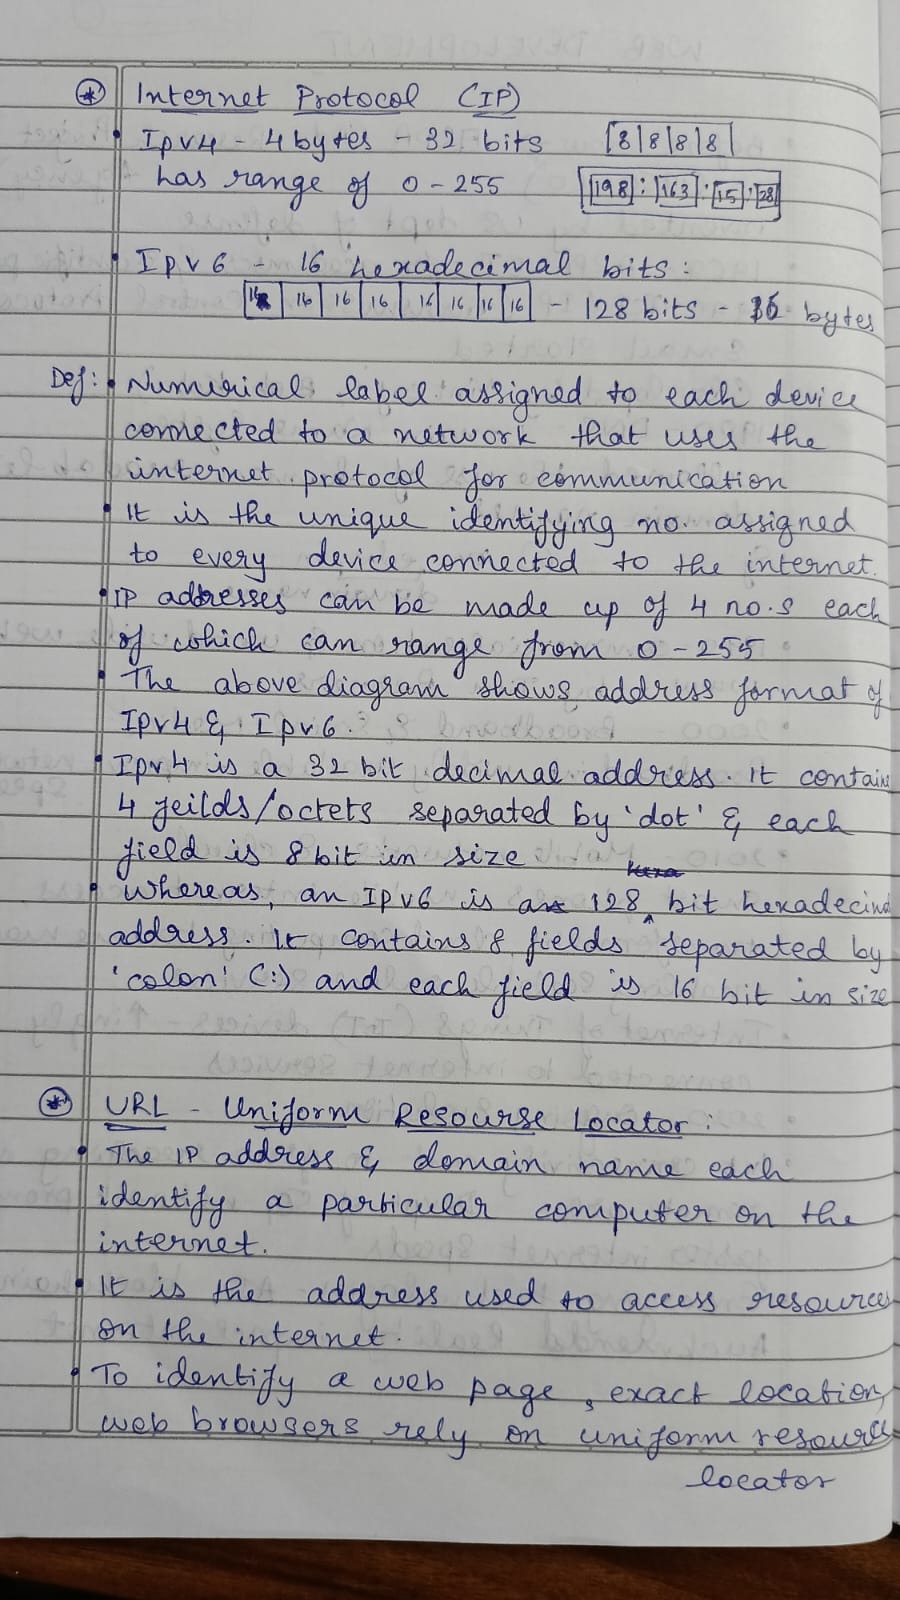 * Internet Protocol (IP)
• Ipv4 - 4 bytes - 32 bits |8|8|8|8|
has range of 0 - 255 198 : 163 : 15 : 28
• Ipv6 - 16 hexadecimal bits :
16 16 16 16 16 16 16 16 - 128 bits - 16 bytes
Def: • Numerical label assigned to each device
connected to a network that uses the
internet protocol for communication
• It is the unique identifying no. assigned
to every device connected to the internet.
• IP addresses can be made up of 4 no.s each
of which can range from 0 - 255
• The above diagram shows address format of
Ipv4 & Ipv6.
• Ipv4 is a 32 bit decimal address. It contains
4 feilds/octets separated by 'dot' & each
field is 8 bit in size
• Whereas, an IPv6 is a 128 bit hexadecimal
address. It contains 8 fields separated by
'colon' (:) and each field is 16 bit in size
* URL - Uniform Resourse Locator :
• The IP address & domain name each
identify a particular computer on the
internet.
• It is the address used to access resources
on the internet.
• To identify a web page, exact location,
web browsers rely on uniform resource
locator